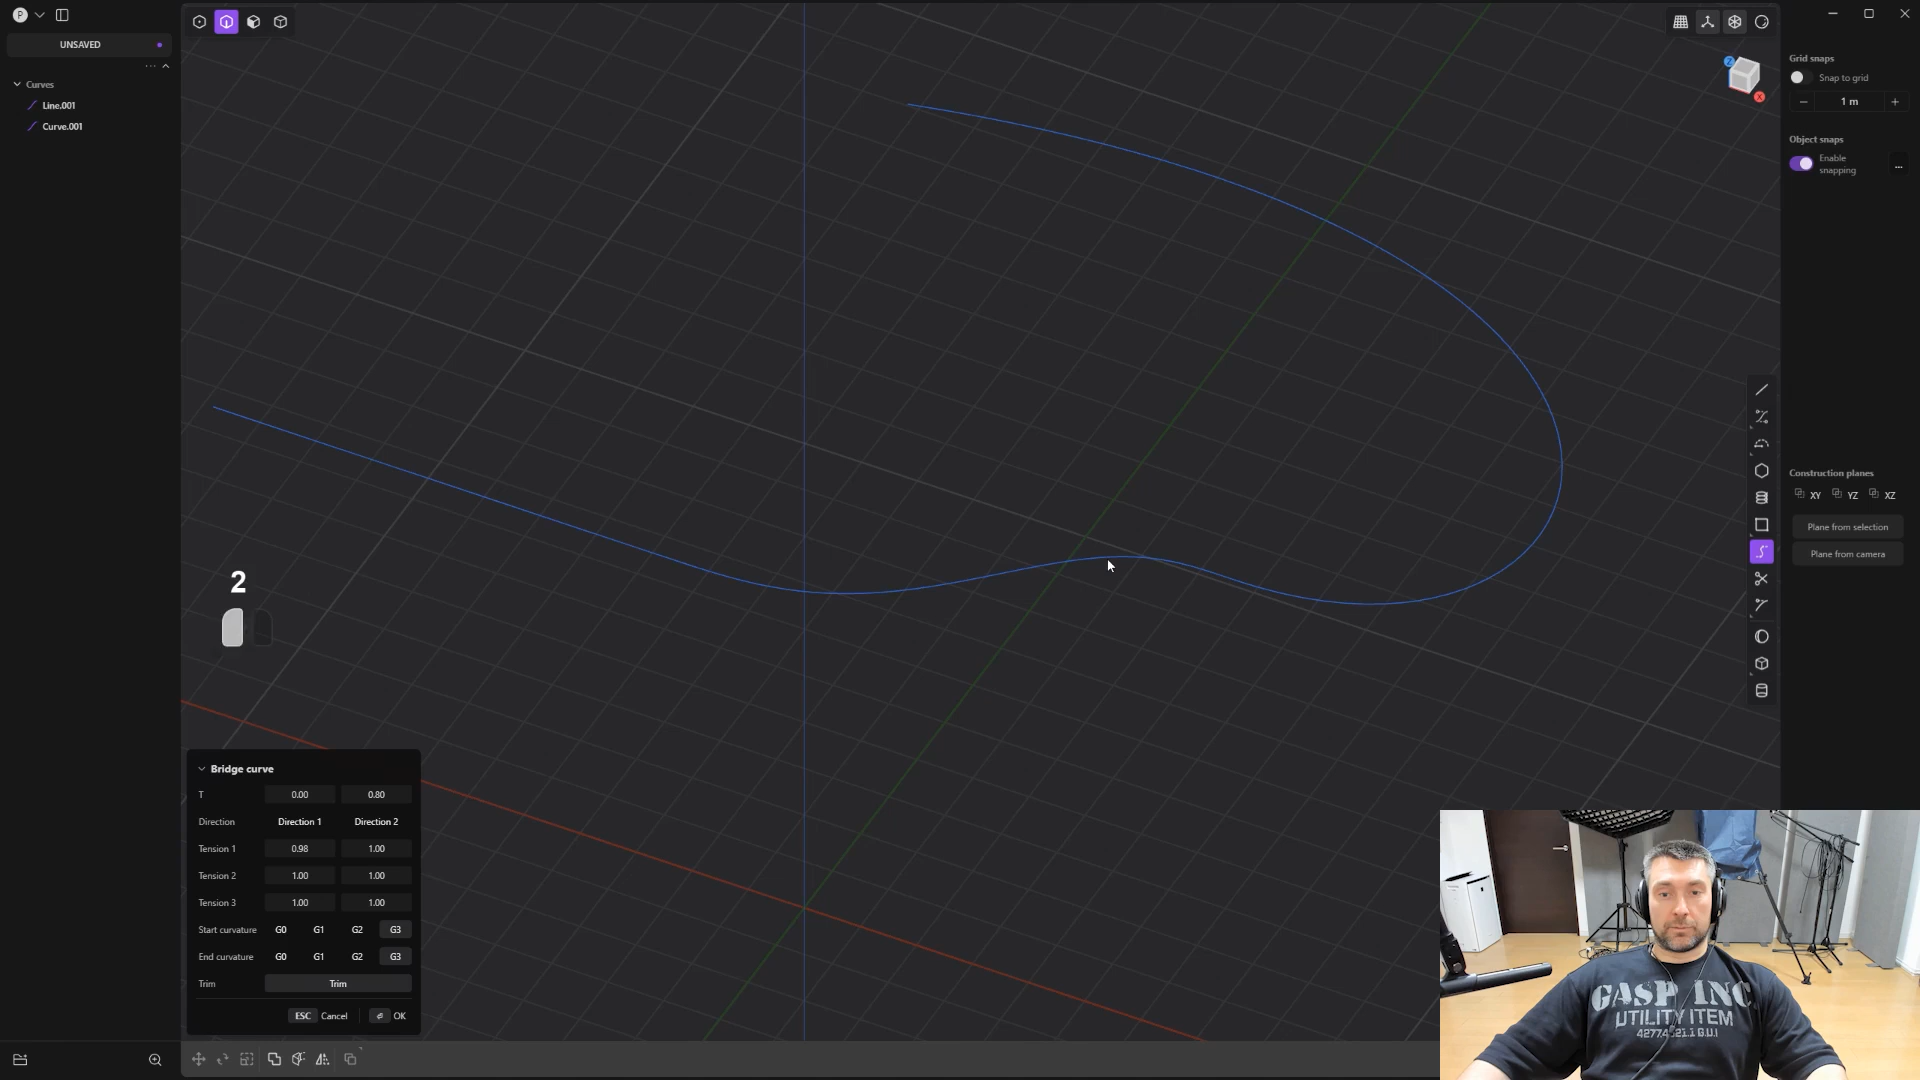 P
UNSAVED
Curves
Line.001
Curve.001
Z
X
Grid snaps
Snap to grid
1 m
Object snaps
Enable
snapping
Construction planes
XY YZ XZ
Plane from selection
Plane from camera
2
Bridge curve
T 0.00 0.80
Direction Direction 1 Direction 2
Tension 1 0.98 1.00
Tension 2 1.00 1.00
Tension 3 1.00 1.00
Start curvature G0 G1 G2 G3
End curvature G0 G1 G2 G3
Trim Trim
ESC Cancel OK
GASP INC
UTILITY ITEM